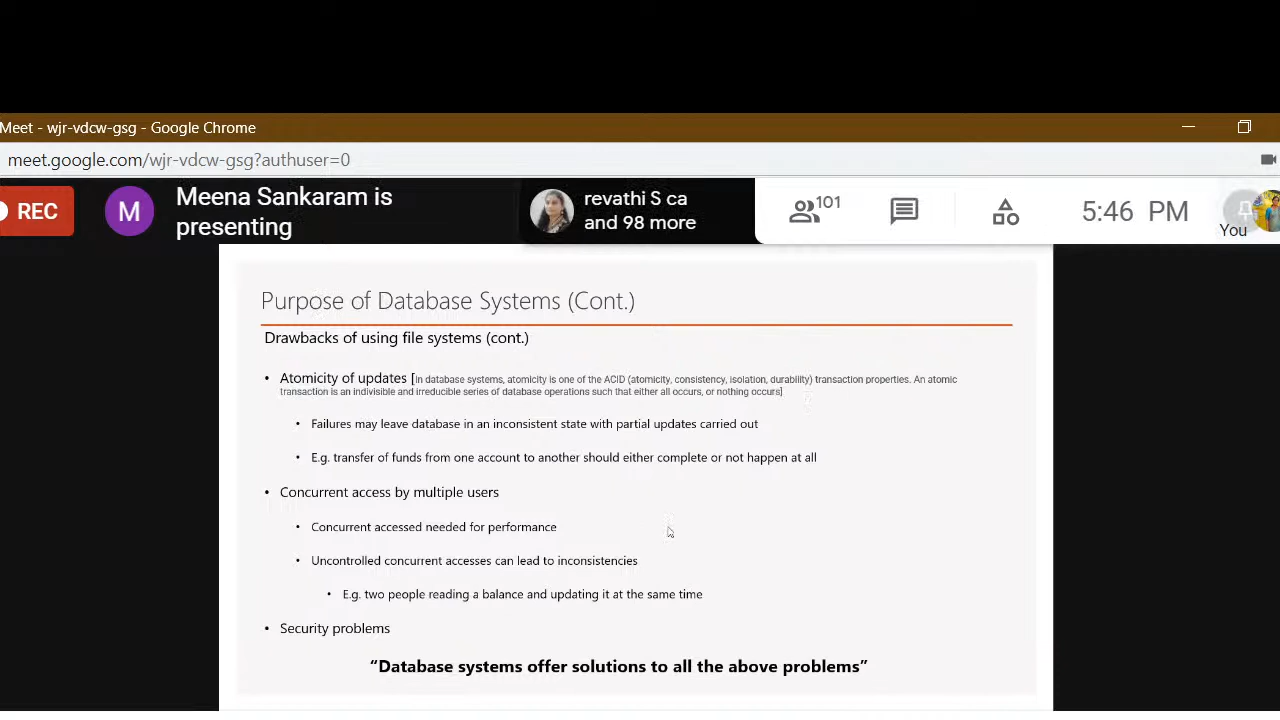 Meet - wjr-vdcw-gsg - Google Chrome
meet.google.com/wjr-vdcw-gsg?authuser=0
REC
M
Meena Sankaram is
presenting
revathi S ca
and 98 more
101
5:46 PM
You
Purpose of Database Systems (Cont.)
Drawbacks of using file systems (cont.)
• Atomicity of updates [In database systems, atomicity is one of the ACID (atomicity, consistency, isolation, durability) transaction properties. An atomic
transaction is an indivisible and irreducible series of database operations such that either all occurs, or nothing occurs]
• Failures may leave database in an inconsistent state with partial updates carried out
• E.g. transfer of funds from one account to another should either complete or not happen at all
• Concurrent access by multiple users
• Concurrent accessed needed for performance
• Uncontrolled concurrent accesses can lead to inconsistencies
• E.g. two people reading a balance and updating it at the same time
• Security problems
“Database systems offer solutions to all the above problems”